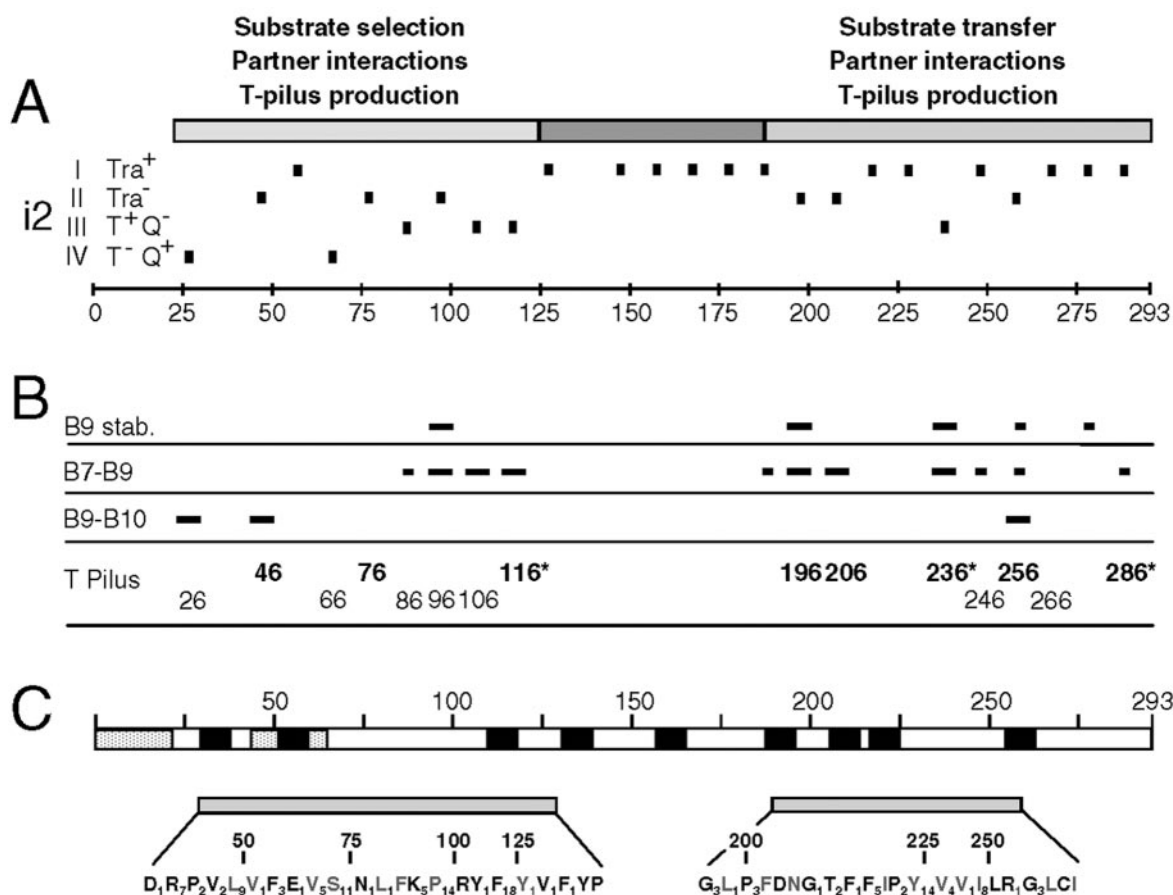 Substrate selection
Partner interactions
T-pilus production
Substrate transfer
Partner interactions
T-pilus production
A
i2
I Tra+
II Tra-
III T+Q-
IV T- Q+
0 25 50 75 100 125 150 175 200 225 250 275 293
B
B9 stab.
B7-B9
B9-B10
T Pilus
46 76 116* 196 206 236* 256 286*
26 66 86 96 106 246 266
C
50 100 150 200 250 293
50 75 100 125
D1R7P2V2L9V1F3E1V5S11N1L1FK5P14RY1F18Y1V1F1YP
200 225 250
G3L1P3FDNG1T2F1F5IP2Y14V4V1I8LR1G3LCI